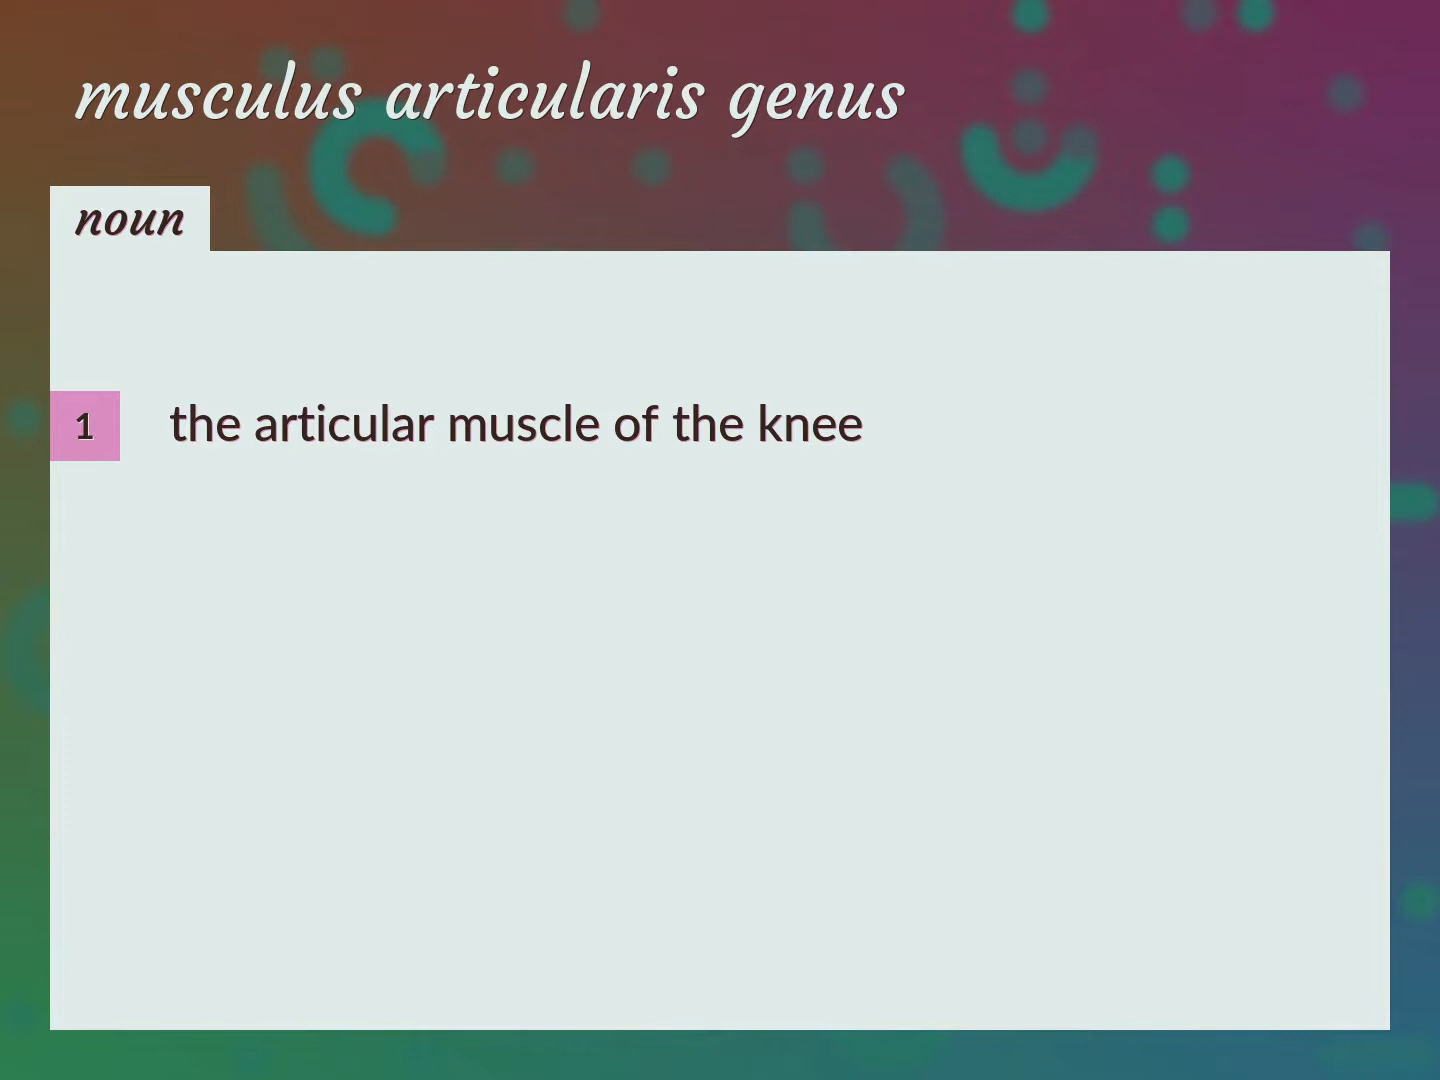 musculus articularis genus
noun
1
the articular muscle of the knee